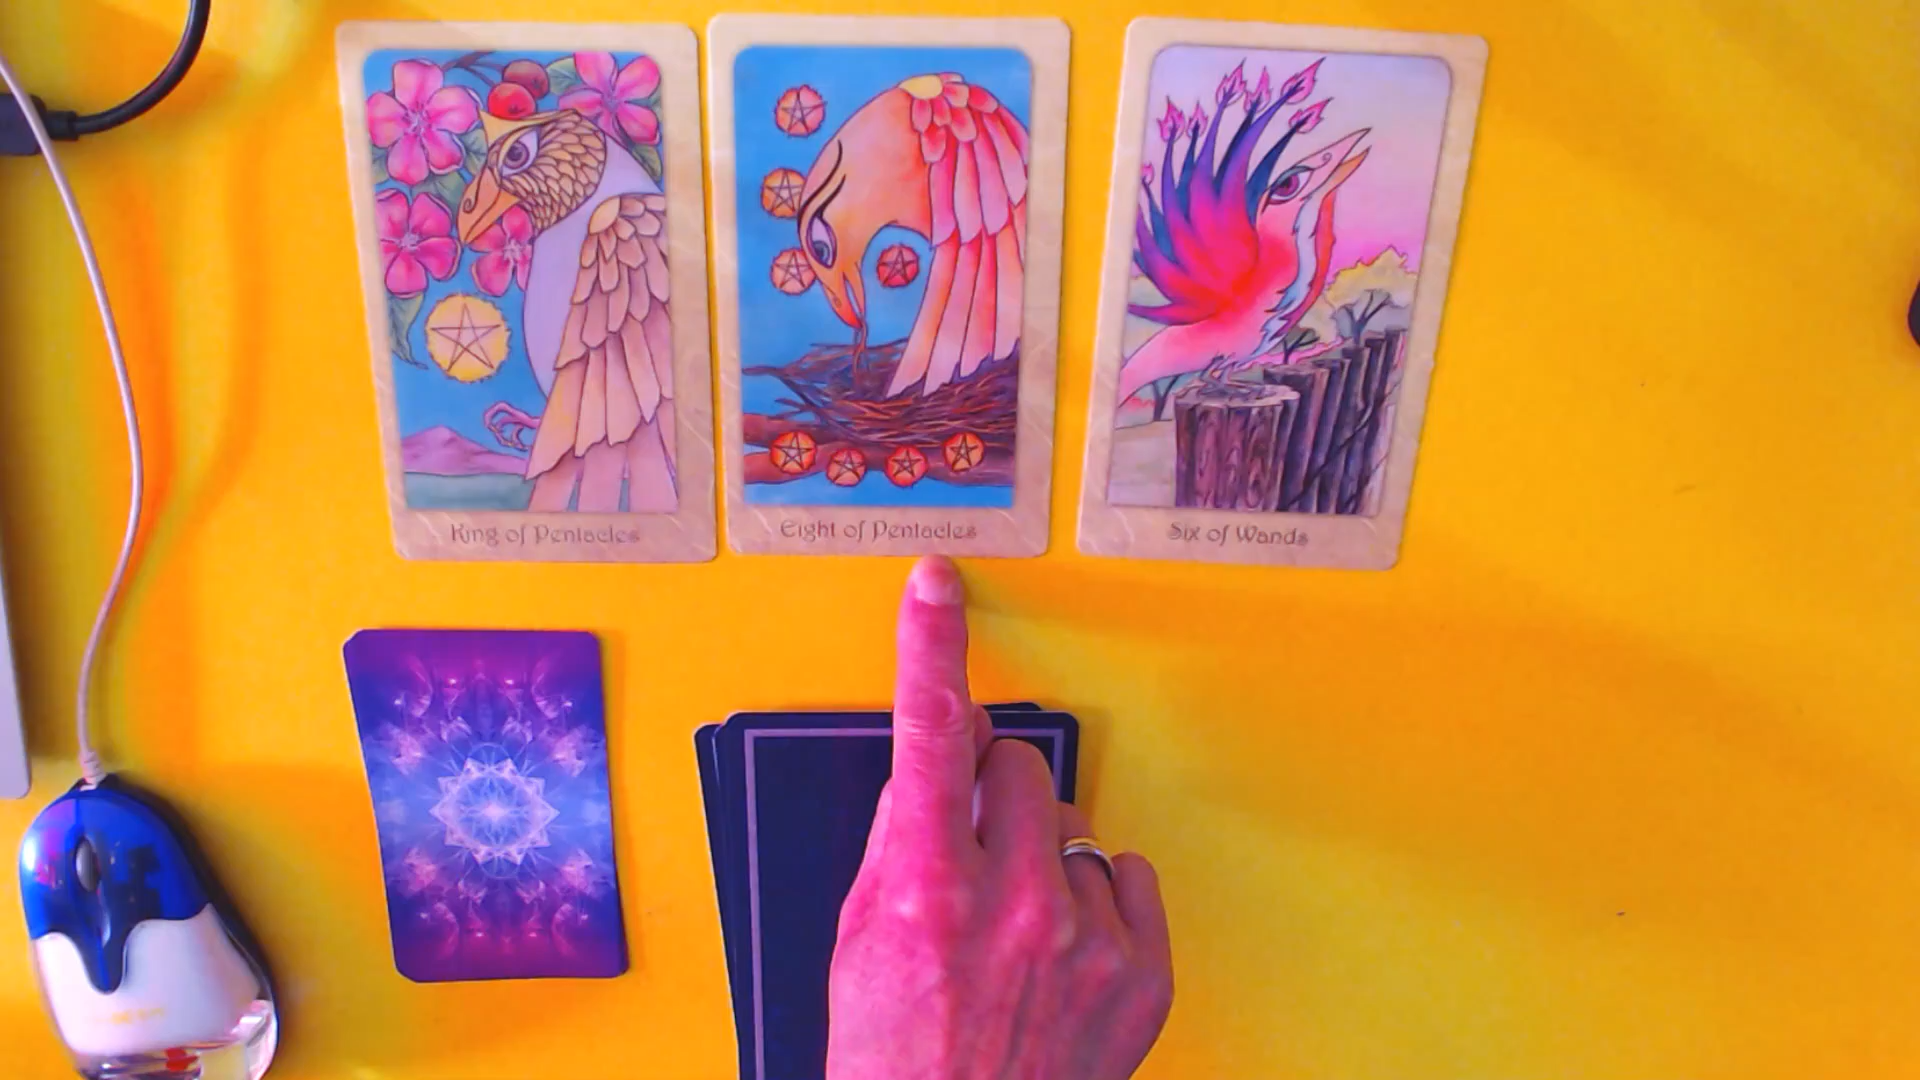 King of Pentacles
Eight of Pentacles
Six of Wands